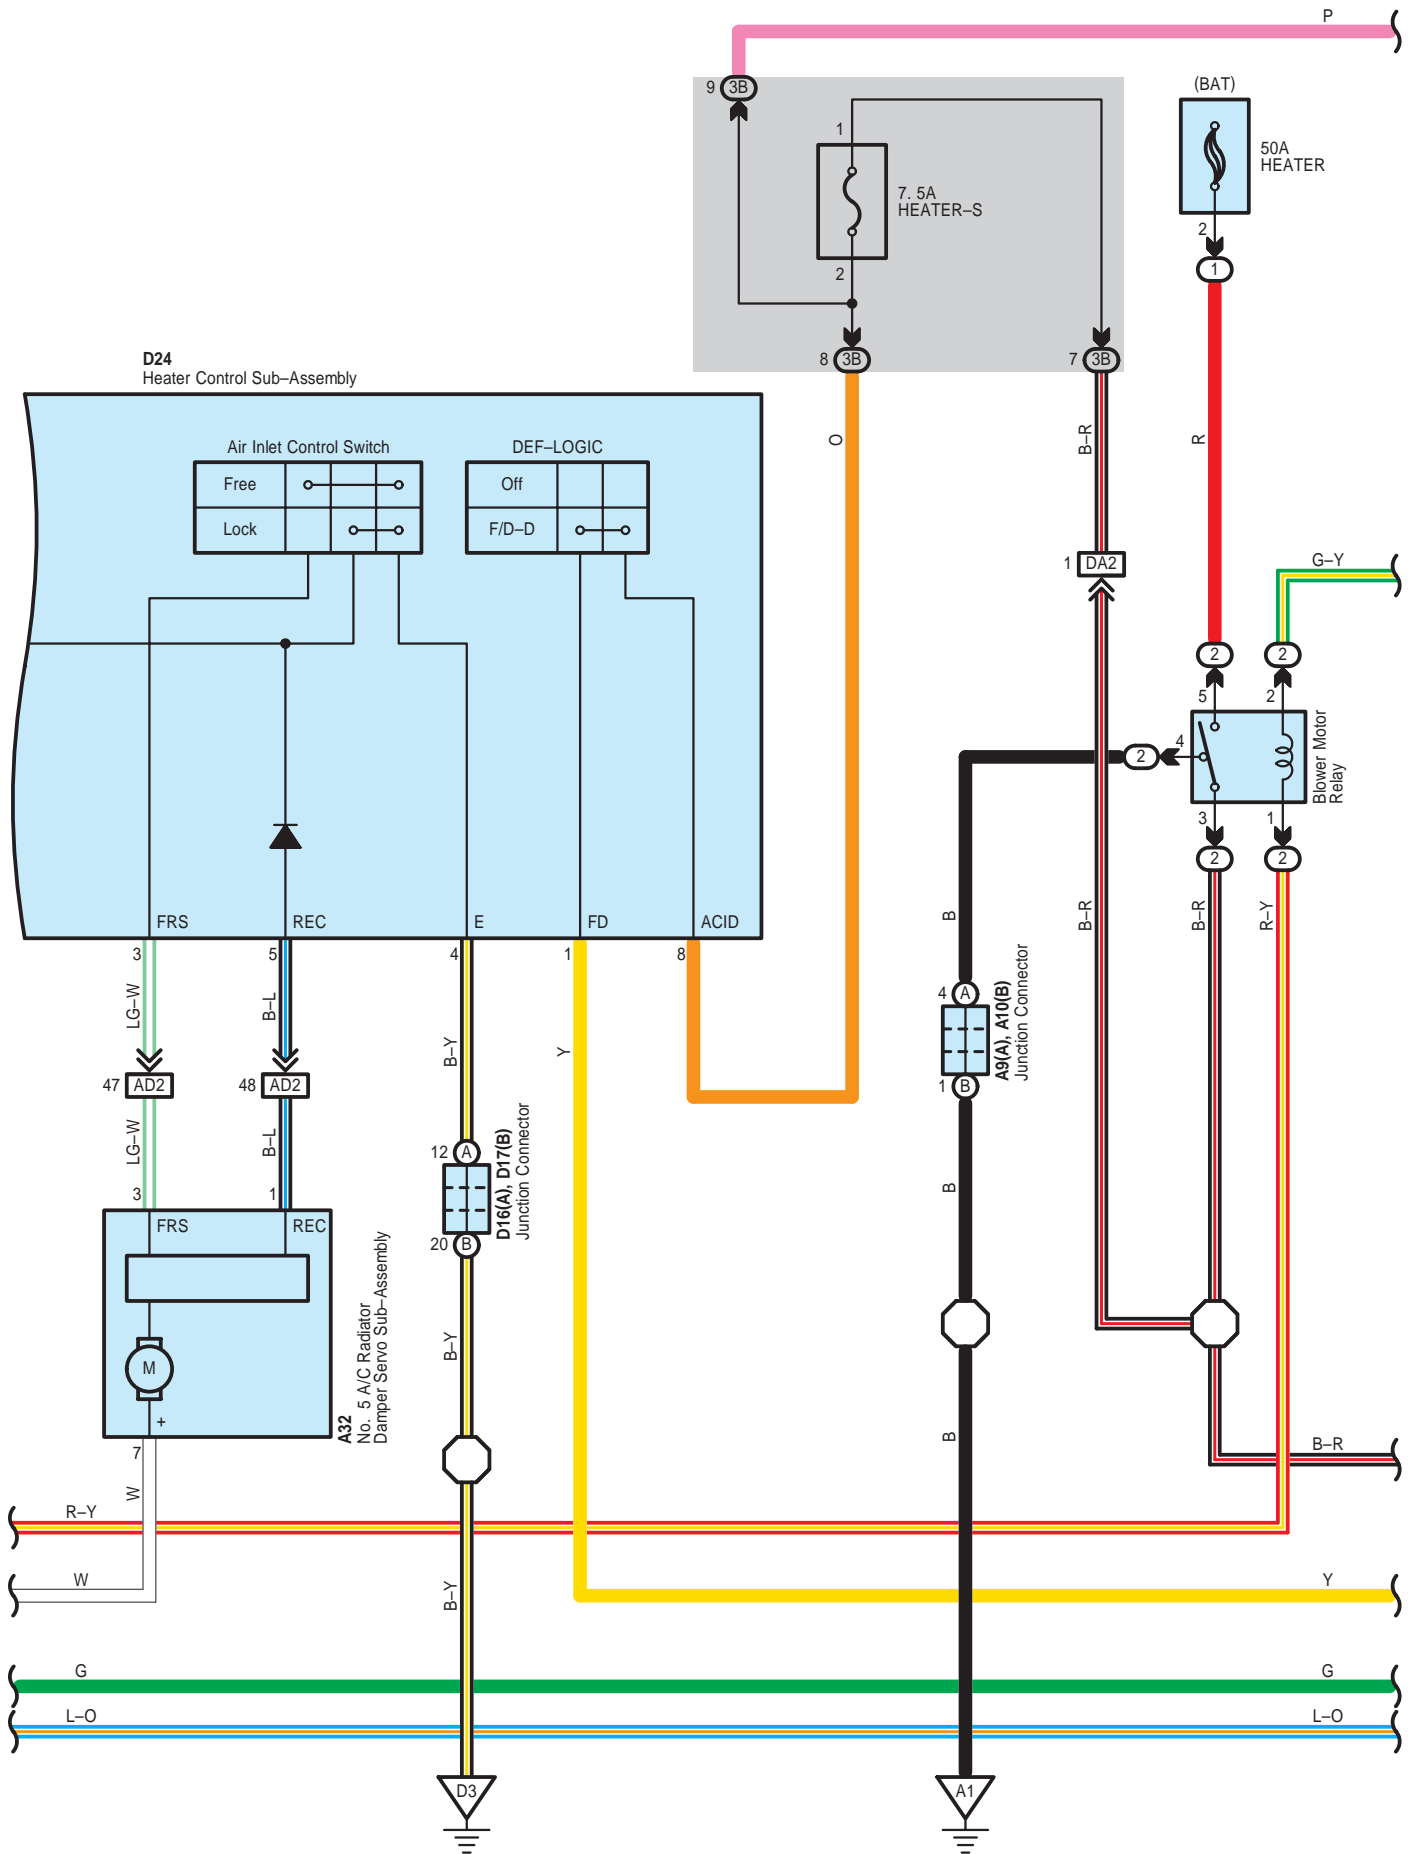 P
9 3B
(BAT)
50A
HEATER
1
7. 5A
HEATER–S
2
2
1
8 3B
7 3B
D24
Heater Control Sub–Assembly
Air Inlet Control Switch
Free
Lock
DEF–LOGIC
Off
F/D–D
O
B–R
R
1 DA2
G–Y
2
2
5
2
2
4
Blower Motor
Relay
3
1
2
2
FRS
REC
E
FD
ACID
3
5
4
1
8
B
B–R
B–R
R–Y
LG–W
B–L
B–Y
Y
4 A
A9(A), A10(B)
Junction Connector
1 B
47 AD2
48 AD2
LG–W
B–L
12 A
D16(A), D17(B)
Junction Connector
20 B
B
3
1
FRS
REC
M
+
A32
No. 5 A/C Radiator
Damper Servo Sub–Assembly
7
B–Y
B
B–R
W
R–Y
W
B–Y
Y
G
G
L–O
L–O
D3
A1